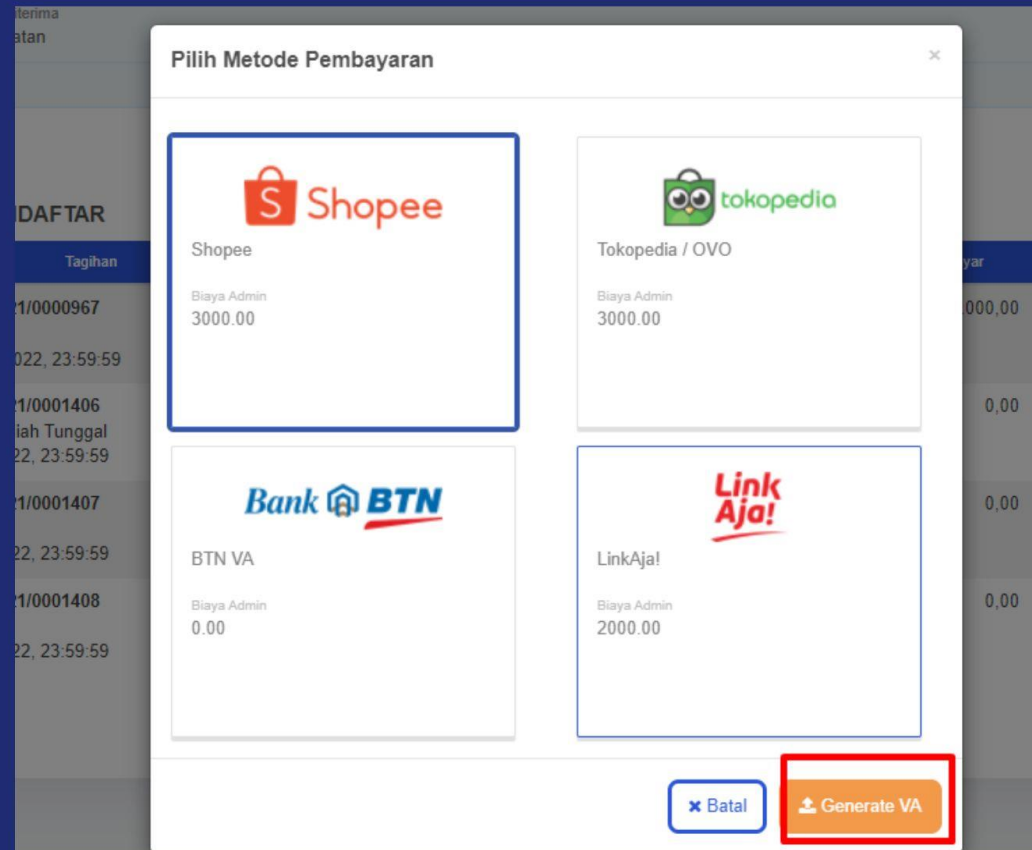 iterima
atan
Pilih Metode Pembayaran
×
S Shopee
Shopee
Biaya Admin
3000.00
tokopedia
Tokopedia / OVO
Biaya Admin
3000.00
Bank BTN
BTN VA
Biaya Admin
0.00
Link
Aja!
LinkAja!
Biaya Admin
2000.00
× Batal
Generate VA
IDAFTAR
Tagihan
yar
21/0000967
.000,00
022, 23:59:59
21/0001406
0,00
iah Tunggal
22, 23:59:59
21/0001407
0,00
22, 23:59:59
21/0001408
0,00
22, 23:59:59